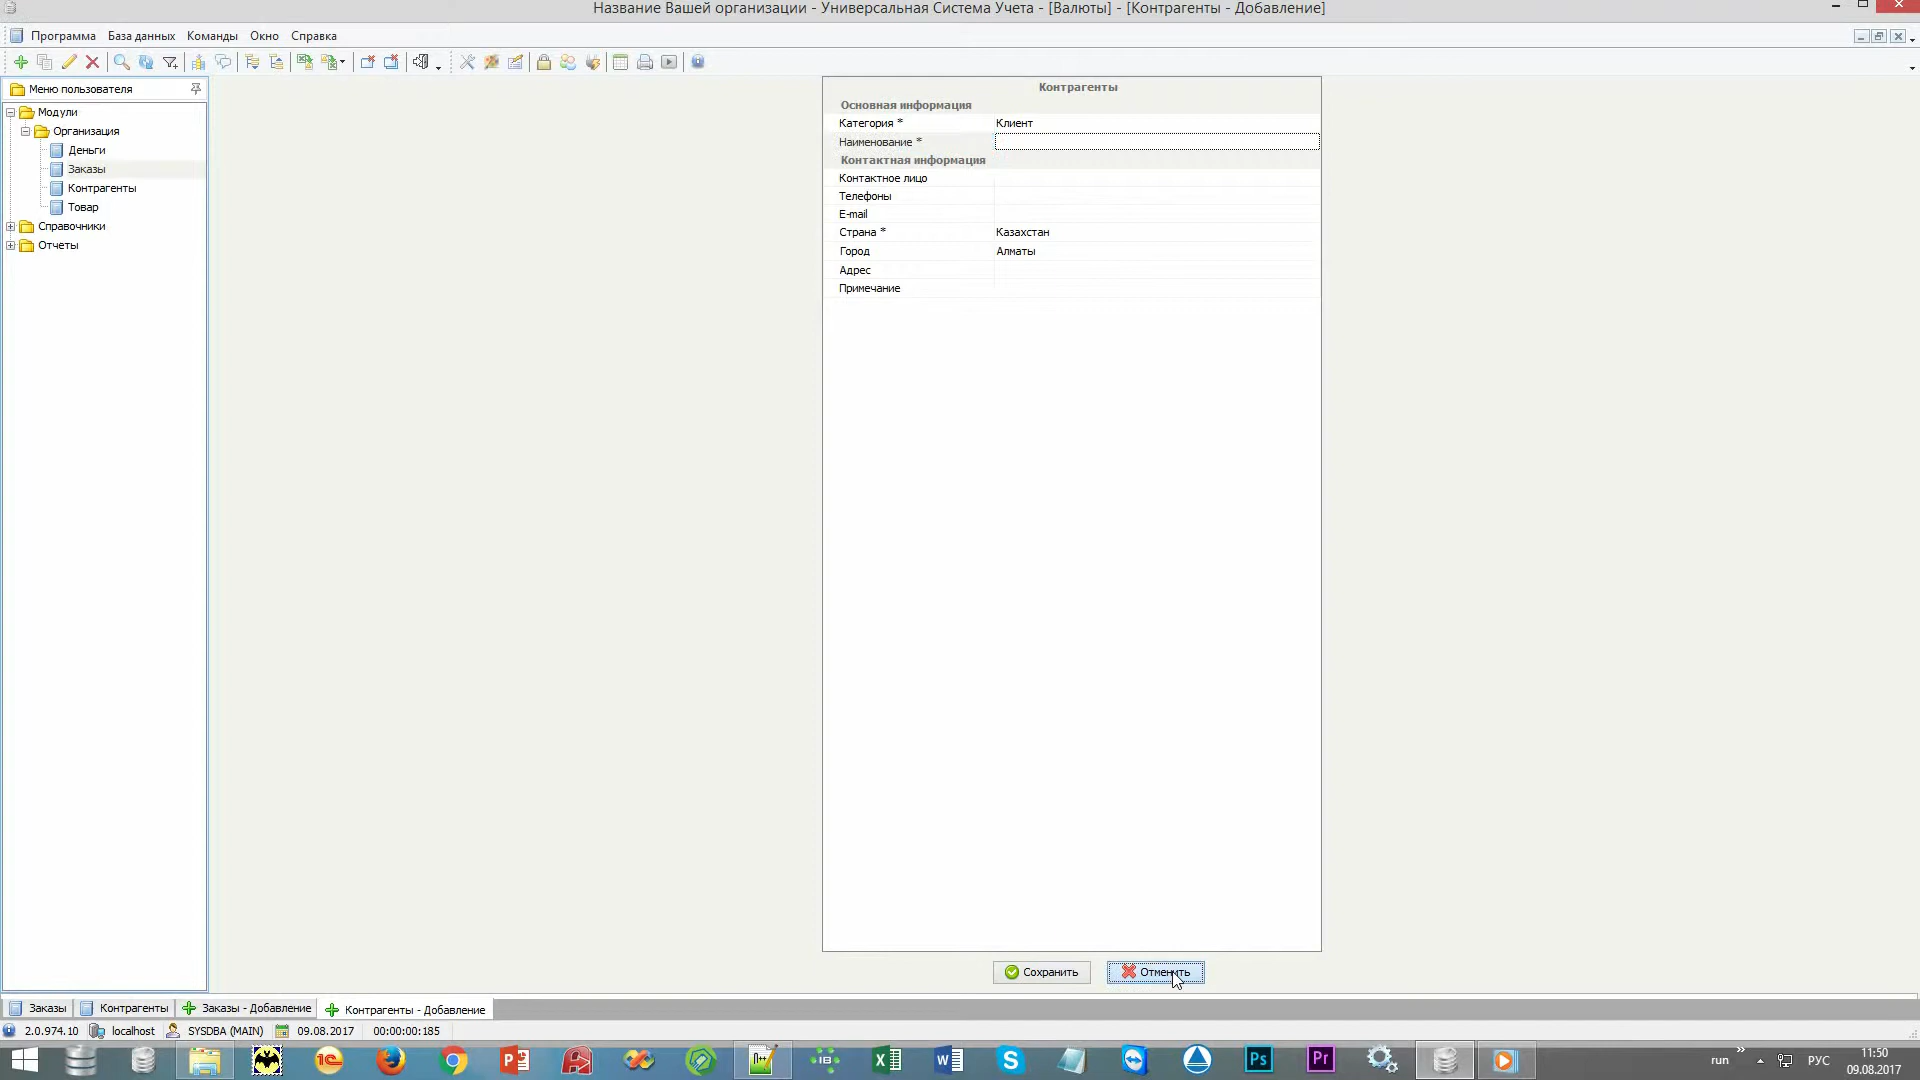 Название Вашей организации - Универсальная Система Учета - [Валюты] - [Контрагенты - Добавление]
Программа База данных Команды Окно Справка
Меню пользователя
Модули
Организация
Деньги
Заказы
Контрагенты
Товар
Справочники
Отчеты
Контрагенты
Основная информация
Категория * Клиент
Наименование *
Контактная информация
Контактное лицо
Телефоны
E-mail
Страна * Казахстан
Город Алматы
Адрес
Примечание
Сохранить Отменить
Заказы Контрагенты Заказы - Добавление Контрагенты - Добавление
2.0.974.10 localhost SYSDBA (MAIN) 09.08.2017 00:00:00:185
run » РУС 11:50
09.08.2017